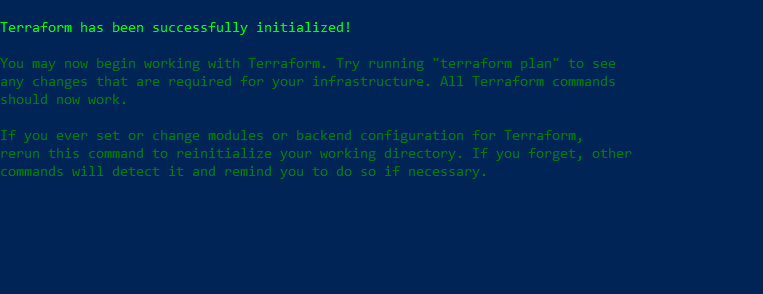 Terraform has been successfully initialized!
You may now begin working with Terraform. Try running "terraform plan" to see
any changes that are required for your infrastructure. All Terraform commands
should now work.
If you ever set or change modules or backend configuration for Terraform,
rerun this command to reinitialize your working directory. If you forget, other
commands will detect it and remind you to do so if necessary.